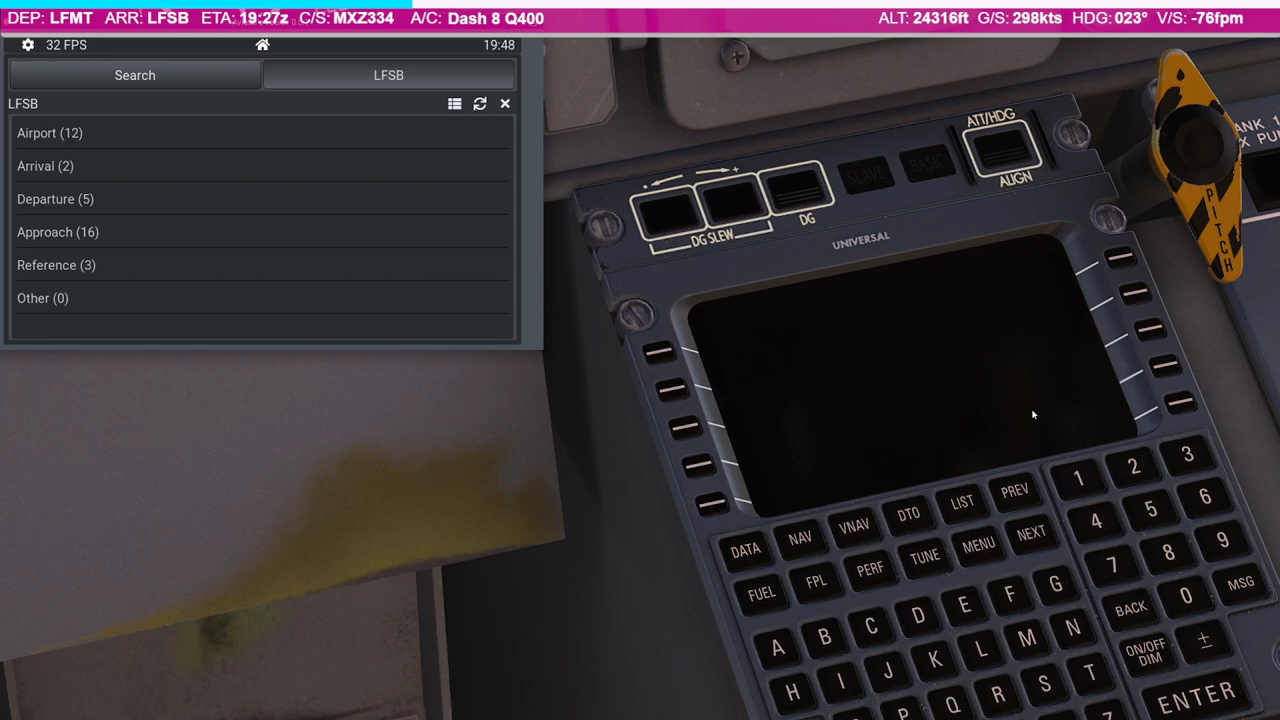 DEP: LFMT ARR: LFSB ETA: 19:27z C/S: MXZ334 A/C: Dash 8 Q400 ALT: 24316ft G/S: 298kts HDG: 023° V/S: -76fpm
32 FPS 19:48
Search LFSB
LFSB
Airport (12)
Arrival (2)
Departure (5)
Approach (16)
Reference (3)
Other (0)
ATT/HDG
SLAVE BASIC
ALIGN
- +
DG SLEW DG
UNIVERSAL
PITCH
DATA NAV VNAV DTO LIST PREV 1 2 3
FUEL FPL PERF TUNE MENU NEXT 4 5 6
7 8 9
A B C D E F G BACK 0 MSG
H I J K L M N ON/OFF DIM ±
P Q R S T ENTER